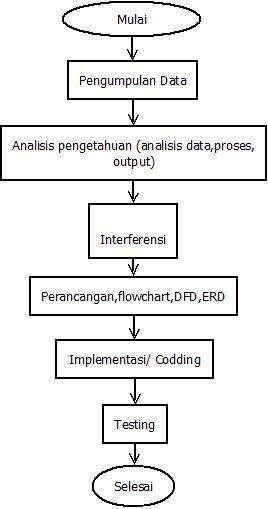 Mulai
Pengumpulan Data
Analisis pengetahuan (analisis data,proses,
output)
Interferensi
Perancangan,flowchart,DFD,ERD
Implementasi/ Codding
Testing
Selesai